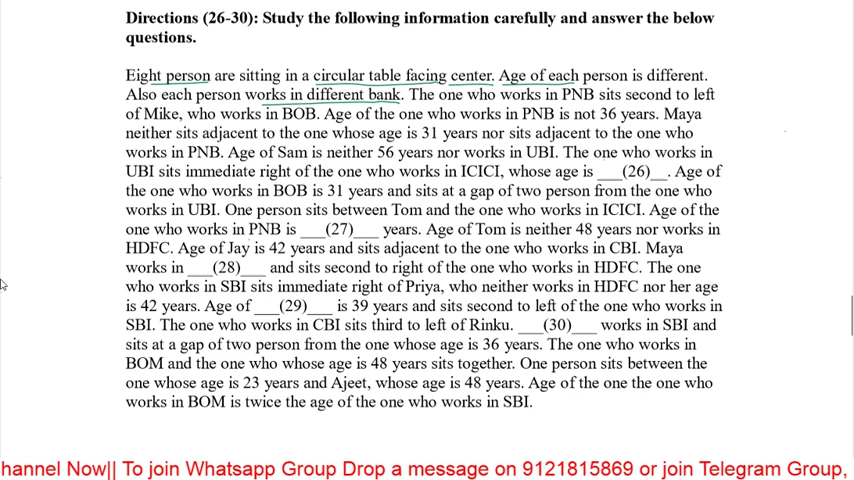 Directions (26-30): Study the following information carefully and answer the below
questions.
Eight person are sitting in a circular table facing center. Age of each person is different.
Also each person works in different bank. The one who works in PNB sits second to left
of Mike, who works in BOB. Age of the one who works in PNB is not 36 years. Maya
neither sits adjacent to the one whose age is 31 years nor sits adjacent to the one who
works in PNB. Age of Sam is neither 56 years nor works in UBI. The one who works in
UBI sits immediate right of the one who works in ICICI, whose age is ___(26)__. Age of
the one who works in BOB is 31 years and sits at a gap of two person from the one who
works in UBI. One person sits between Tom and the one who works in ICICI. Age of the
one who works in PNB is ___(27)___ years. Age of Tom is neither 48 years nor works in
HDFC. Age of Jay is 42 years and sits adjacent to the one who works in CBI. Maya
works in ___(28)____ and sits second to right of the one who works in HDFC. The one
who works in SBI sits immediate right of Priya, who neither works in HDFC nor her age
is 42 years. Age of ___(29)____ is 39 years and sits second to left of the one who works in
SBI. The one who works in CBI sits third to left of Rinku. ___(30)____ works in SBI and
sits at a gap of two person from the one whose age is 36 years. The one who works in
BOM and the one who whose age is 48 years sits together. One person sits between the
one whose age is 23 years and Ajeet, whose age is 48 years. Age of the one the one who
works in BOM is twice the age of the one who works in SBI.
hannel Now|| To join Whatsapp Group Drop a message on 9121815869 or join Telegram Group,